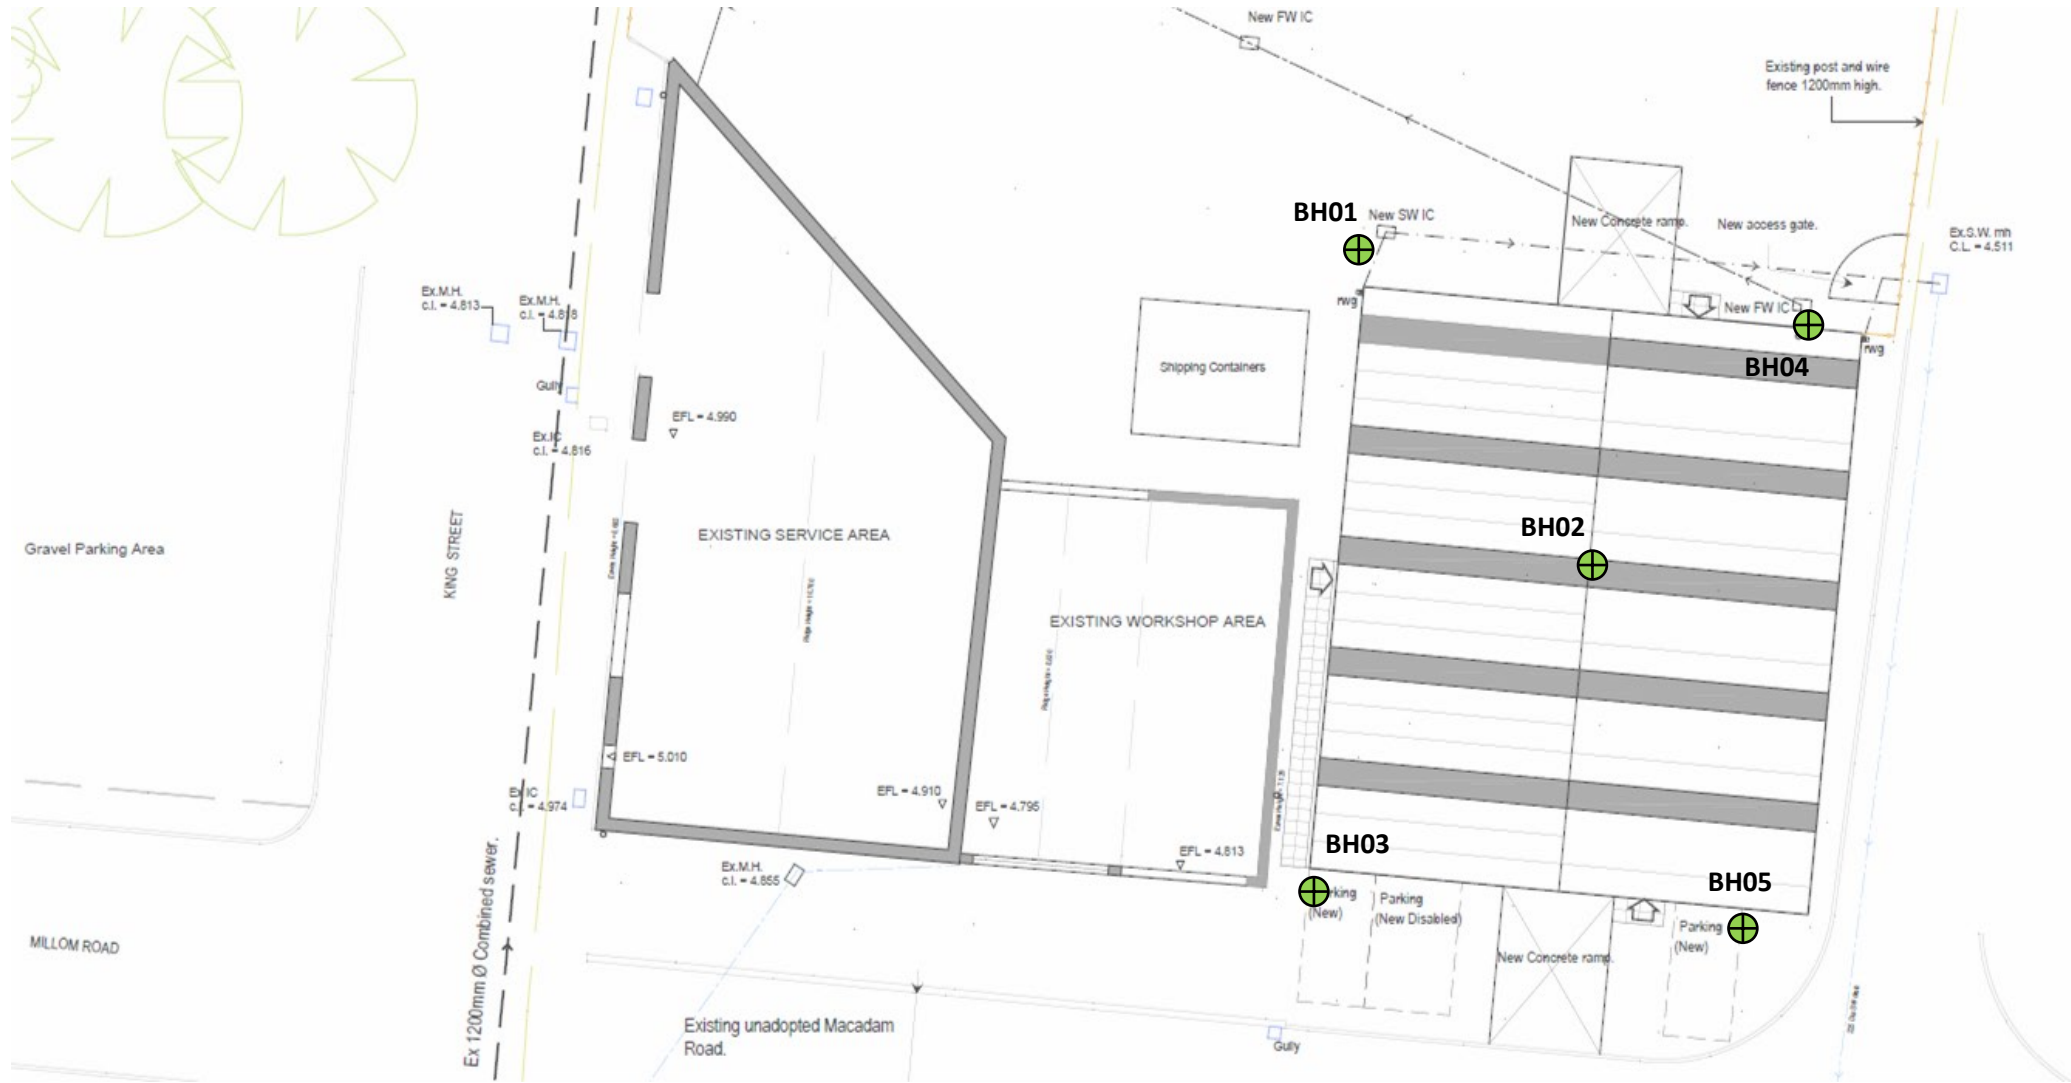 New FW IC
Existing post and wire
fence 1200mm high.
BH01
New SW IC
New Concrete ramp.
New access gate.
Ex.S.W. mh
C.L. = 4.511
Ex.M.H.
c.l. = 4.813
Ex.M.H.
c.l. = 4.818
rwg
New FW IC
rwg
BH04
Shipping Containers
Gully
EFL = 4.990
Ex.IC
c.l. = 4.816
BH02
EXISTING SERVICE AREA
Gravel Parking Area
KING STREET
EXISTING WORKSHOP AREA
EFL = 5.010
EFL = 4.910
EFL = 4.795
Ex IC
c.l. = 4.974
EFL = 4.813
BH03
Ex.M.H.
c.l. = 4.855
BH05
Parking
(New)
Parking
(New Disabled)
Parking
(New)
MILLOM ROAD
Ex 1200mm Ø Combined sewer.
New Concrete ramp.
Existing unadopted Macadam
Road.
Gully